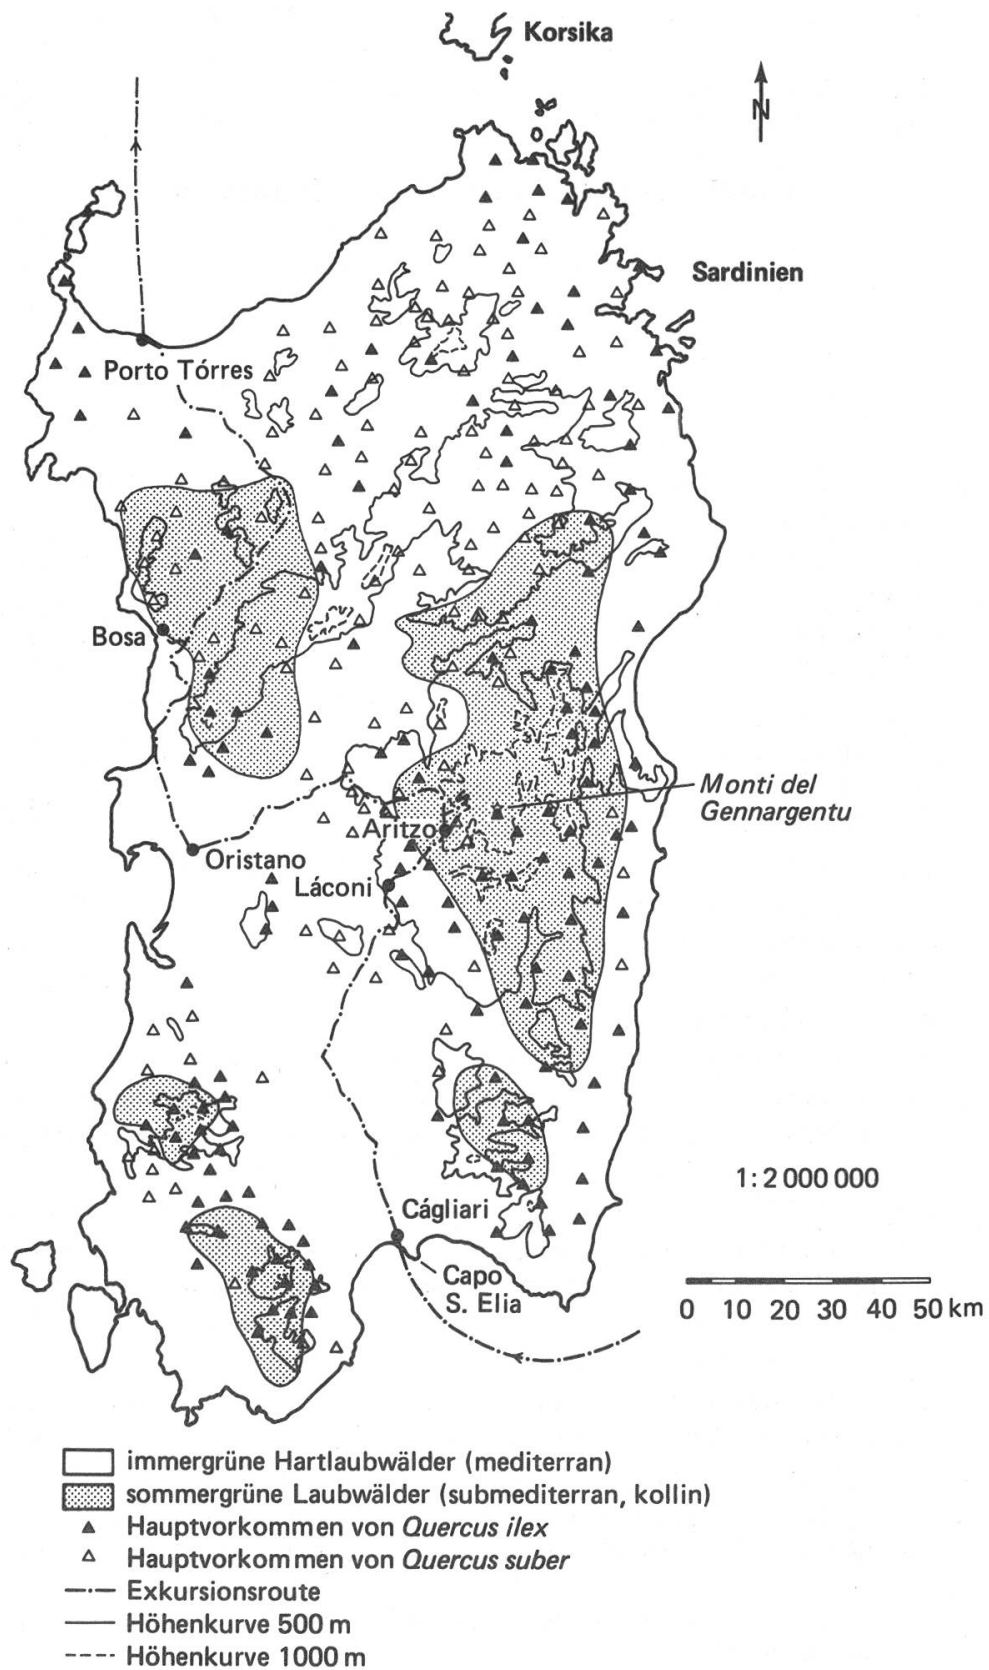 Korsika
N
Sardinien
Porto Tórres
Bosa
Monti del
Gennargentu
Aritzo
Oristano
Láconi
1:2 000 000
Cágliari
Capo
S. Elia
0 10 20 30 40 50 km
immergrüne Hartlaubwälder (mediterran)
sommergrüne Laubwälder (submediterran, kollin)
Hauptvorkommen von Quercus ilex
Hauptvorkommen von Quercus suber
Exkursionsroute
Höhenkurve 500 m
Höhenkurve 1000 m